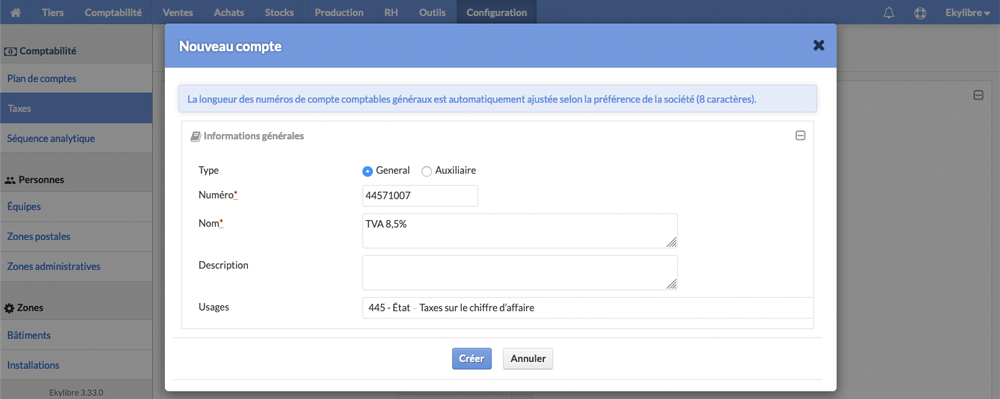 Tiers Comptabilité Ventes Achats Stocks Production RH Outils Configuration Ekylibre
Comptabilité
Plan de comptes
Taxes
Séquence analytique
Personnes
Équipes
Zones postales
Zones administratives
Zones
Bâtiments
Installations
Ekylibre 3.33.0
Nouveau compte
La longueur des numéros de compte comptables généraux est automatiquement ajustée selon la préférence de la société (8 caractères).
Informations générales
Type General Auxiliaire
Numéro* 44571007
Nom* TVA 8,5%
Description
Usages 445 - État – Taxes sur le chiffre d'affaire
Créer Annuler